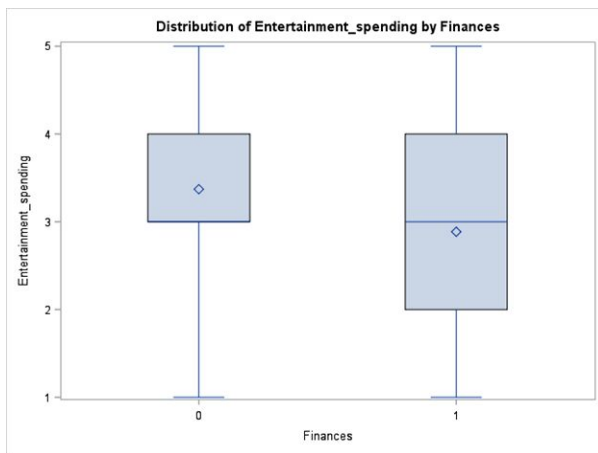 Distribution of Entertainment_spending by Finances
5
4
3
2
1
Entertainment_spending
0 1
Finances